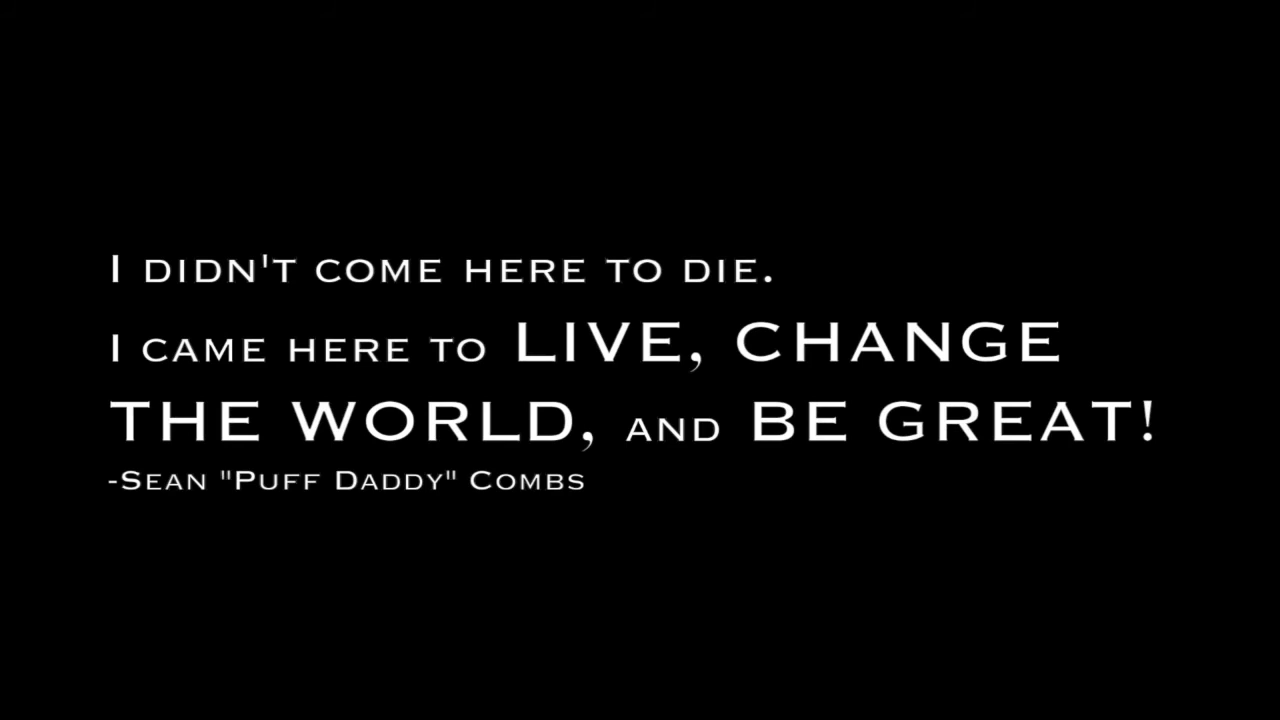 I DIDN'T COME HERE TO DIE.
I CAME HERE TO LIVE, CHANGE
THE WORLD, AND BE GREAT!
-SEAN "PUFF DADDY" COMBS